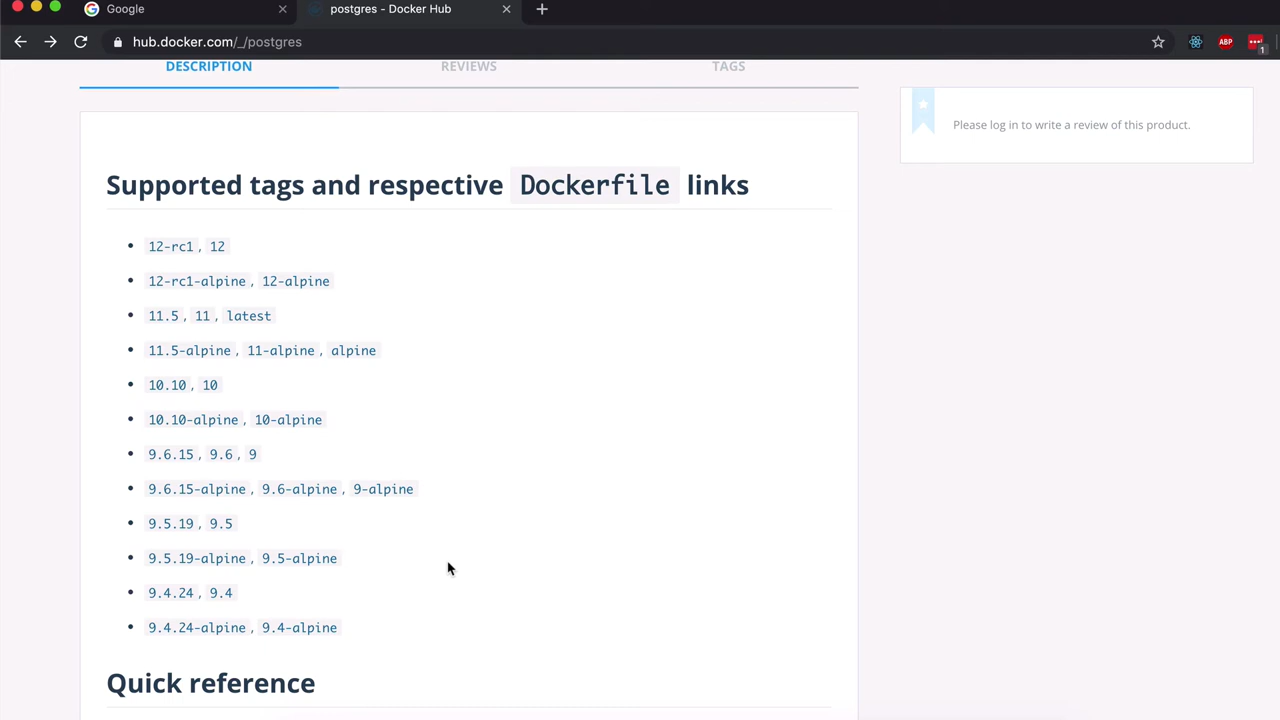 Google
postgres - Docker Hub
hub.docker.com/_/postgres
ABP
1
DESCRIPTION
REVIEWS
TAGS
Please log in to write a review of this product.
Supported tags and respective Dockerfile links
12-rc1, 12
12-rc1-alpine, 12-alpine
11.5, 11, latest
11.5-alpine, 11-alpine, alpine
10.10, 10
10.10-alpine, 10-alpine
9.6.15, 9.6, 9
9.6.15-alpine, 9.6-alpine, 9-alpine
9.5.19, 9.5
9.5.19-alpine, 9.5-alpine
9.4.24, 9.4
9.4.24-alpine, 9.4-alpine
Quick reference